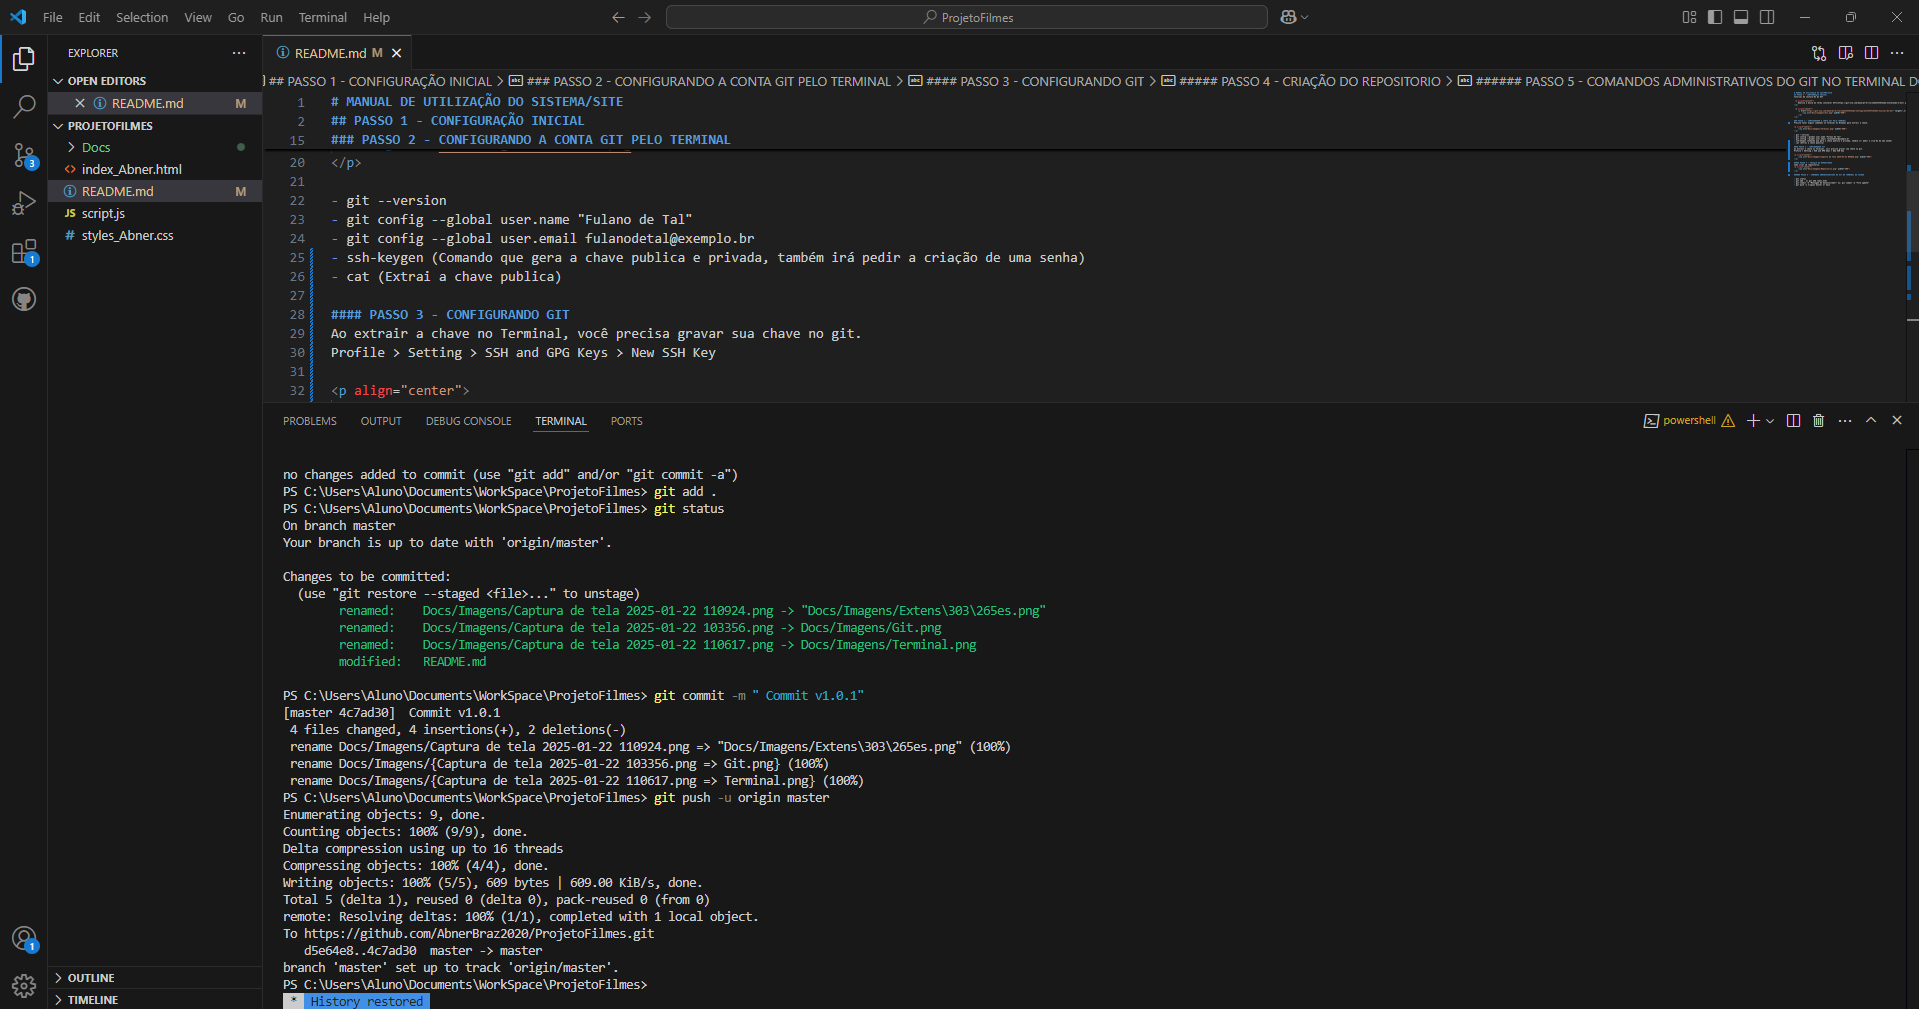 File Edit Selection View Go Run Terminal Help
ProjetoFilmes
EXPLORER
OPEN EDITORS
README.md M
PROJETOFILMES
Docs
index_Abner.html
README.md M
JS script.js
# styles_Abner.css
OUTLINE
TIMELINE
3
1
1
README.md M
## PASSO 1 - CONFIGURAÇÃO INICIAL > ### PASSO 2 - CONFIGURANDO A CONTA GIT PELO TERMINAL > #### PASSO 3 - CONFIGURANDO GIT > ##### PASSO 4 - CRIAÇÃO DO REPOSITORIO > ###### PASSO 5 - COMANDOS ADMINISTRATIVOS DO GIT NO TERMINAL D
1 # MANUAL DE UTILIZAÇÃO DO SISTEMA/SITE
2 ## PASSO 1 - CONFIGURAÇÃO INICIAL
15 ### PASSO 2 - CONFIGURANDO A CONTA GIT PELO TERMINAL
20 </p>
21
22 - git --version
23 - git config --global user.name "Fulano de Tal"
24 - git config --global user.email fulanodetal@exemplo.br
25 - ssh-keygen (Comando que gera a chave publica e privada, também irá pedir a criação de uma senha)
26 - cat (Extrai a chave publica)
27
28 #### PASSO 3 - CONFIGURANDO GIT
29 Ao extrair a chave no Terminal, você precisa gravar sua chave no git.
30 Profile > Setting > SSH and GPG Keys > New SSH Key
31
32 <p align="center">
PROBLEMS OUTPUT DEBUG CONSOLE TERMINAL PORTS
powershell
no changes added to commit (use "git add" and/or "git commit -a")
PS C:\Users\Aluno\Documents\WorkSpace\ProjetoFilmes> git add .
PS C:\Users\Aluno\Documents\WorkSpace\ProjetoFilmes> git status
On branch master
Your branch is up to date with 'origin/master'.
Changes to be committed:
(use "git restore --staged <file>..." to unstage)
renamed: Docs/Imagens/Captura de tela 2025-01-22 110924.png -> "Docs/Imagens/Extens\303\265es.png"
renamed: Docs/Imagens/Captura de tela 2025-01-22 103356.png -> Docs/Imagens/Git.png
renamed: Docs/Imagens/Captura de tela 2025-01-22 110617.png -> Docs/Imagens/Terminal.png
modified: README.md
PS C:\Users\Aluno\Documents\WorkSpace\ProjetoFilmes> git commit -m " Commit v1.0.1"
[master 4c7ad30] Commit v1.0.1
4 files changed, 4 insertions(+), 2 deletions(-)
rename Docs/Imagens/Captura de tela 2025-01-22 110924.png => "Docs/Imagens/Extens\303\265es.png" (100%)
rename Docs/Imagens/{Captura de tela 2025-01-22 103356.png => Git.png} (100%)
rename Docs/Imagens/{Captura de tela 2025-01-22 110617.png => Terminal.png} (100%)
PS C:\Users\Aluno\Documents\WorkSpace\ProjetoFilmes> git push -u origin master
Enumerating objects: 9, done.
Counting objects: 100% (9/9), done.
Delta compression using up to 16 threads
Compressing objects: 100% (4/4), done.
Writing objects: 100% (5/5), 609 bytes | 609.00 KiB/s, done.
Total 5 (delta 1), reused 0 (delta 0), pack-reused 0 (from 0)
remote: Resolving deltas: 100% (1/1), completed with 1 local object.
To https://github.com/AbnerBraz2020/ProjetoFilmes.git
d5e64e8..4c7ad30 master -> master
branch 'master' set up to track 'origin/master'.
PS C:\Users\Aluno\Documents\WorkSpace\ProjetoFilmes>
* History restored